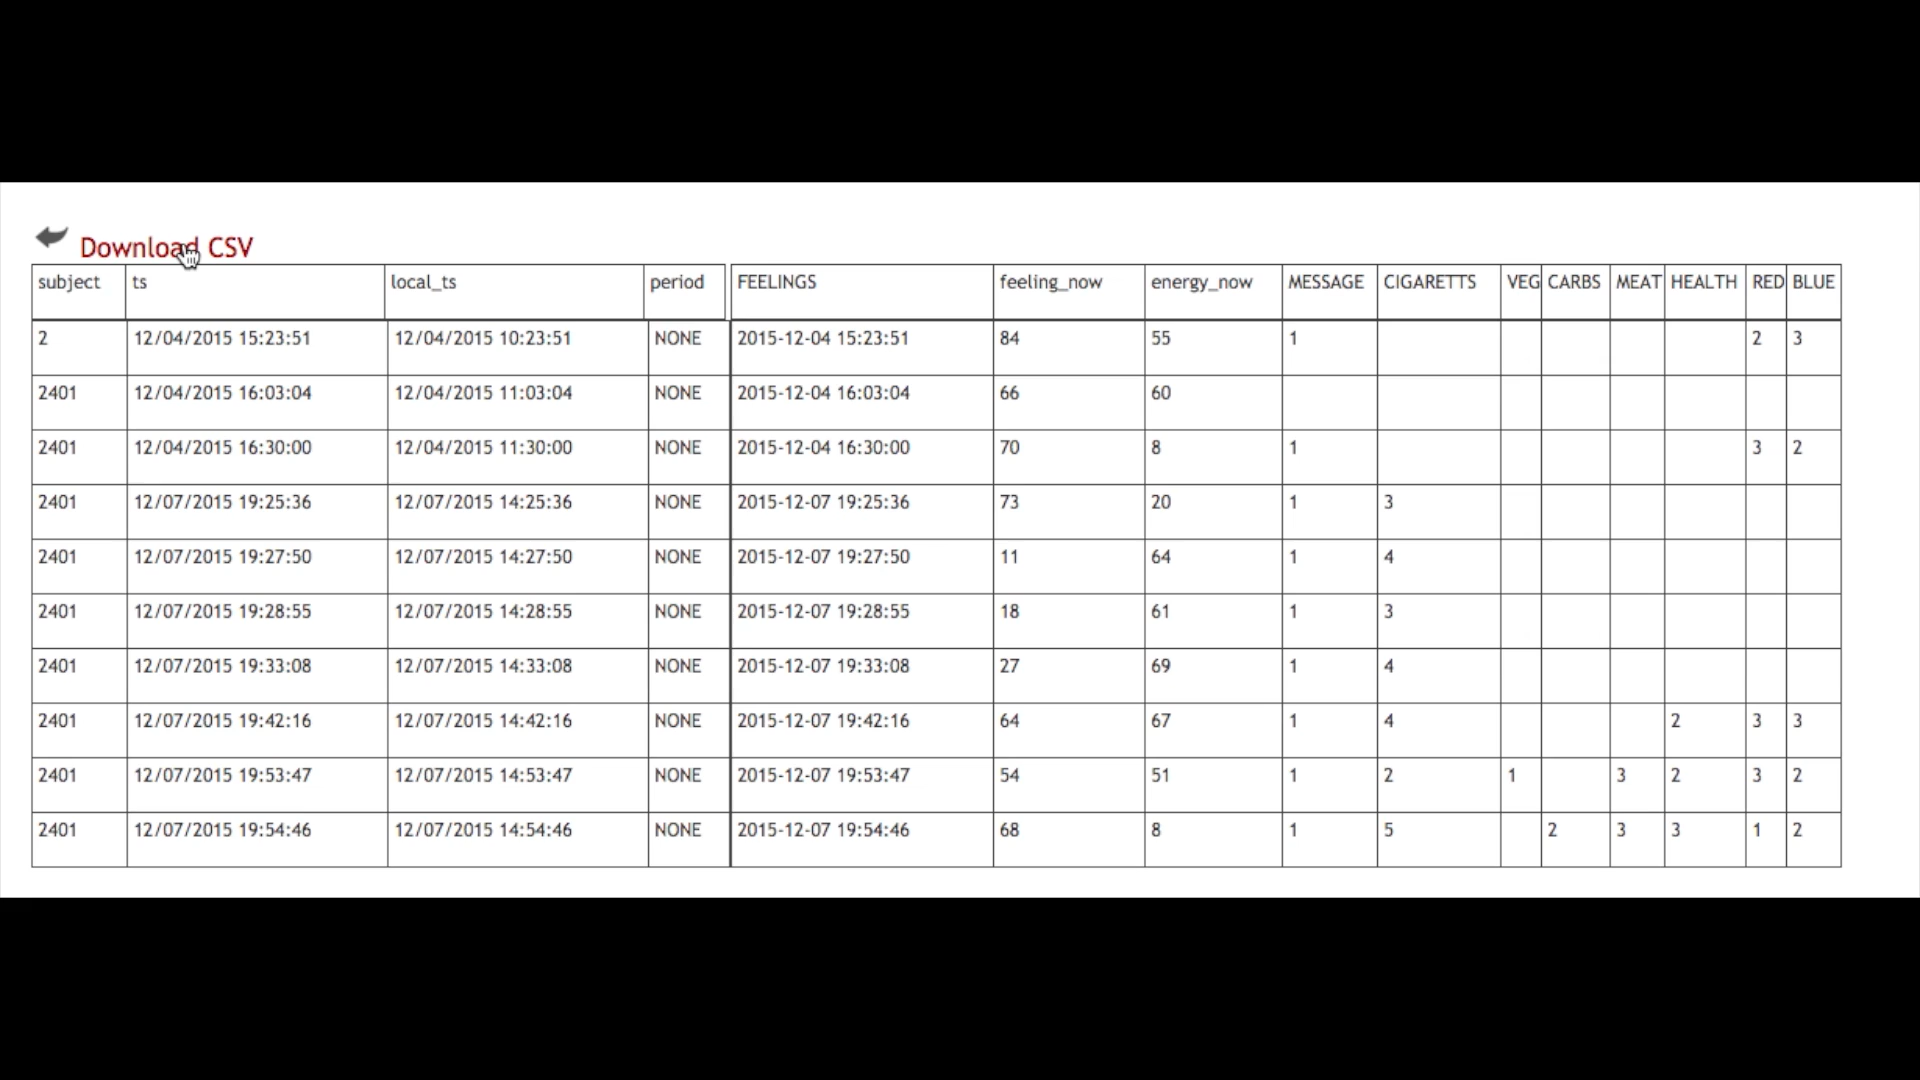 Download CSV
subject ts local_ts period FEELINGS feeling_now energy_now MESSAGE CIGARETTS VEG CARBS MEAT HEALTH RED BLUE
2 12/04/2015 15:23:51 12/04/2015 10:23:51 NONE 2015-12-04 15:23:51 84 55 1 2 3
2401 12/04/2015 16:03:04 12/04/2015 11:03:04 NONE 2015-12-04 16:03:04 66 60
2401 12/04/2015 16:30:00 12/04/2015 11:30:00 NONE 2015-12-04 16:30:00 70 8 1 3 2
2401 12/07/2015 19:25:36 12/07/2015 14:25:36 NONE 2015-12-07 19:25:36 73 20 1 3
2401 12/07/2015 19:27:50 12/07/2015 14:27:50 NONE 2015-12-07 19:27:50 11 64 1 4
2401 12/07/2015 19:28:55 12/07/2015 14:28:55 NONE 2015-12-07 19:28:55 18 61 1 3
2401 12/07/2015 19:33:08 12/07/2015 14:33:08 NONE 2015-12-07 19:33:08 27 69 1 4
2401 12/07/2015 19:42:16 12/07/2015 14:42:16 NONE 2015-12-07 19:42:16 64 67 1 4 2 3 3
2401 12/07/2015 19:53:47 12/07/2015 14:53:47 NONE 2015-12-07 19:53:47 54 51 1 2 1 3 2 3 2
2401 12/07/2015 19:54:46 12/07/2015 14:54:46 NONE 2015-12-07 19:54:46 68 8 1 5 2 3 3 1 2